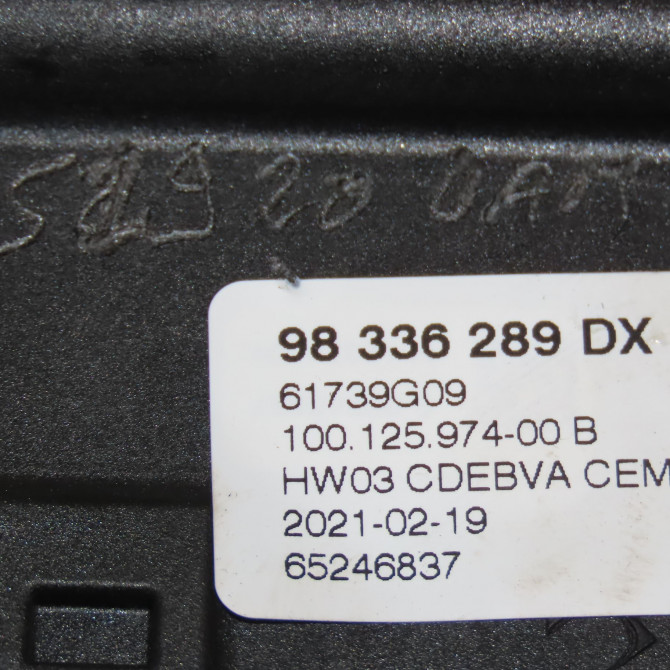 98 336 289 DX
61739G09
100.125.974-00 B
HW03 CDEBVA CEM
2021-02-19
65246837